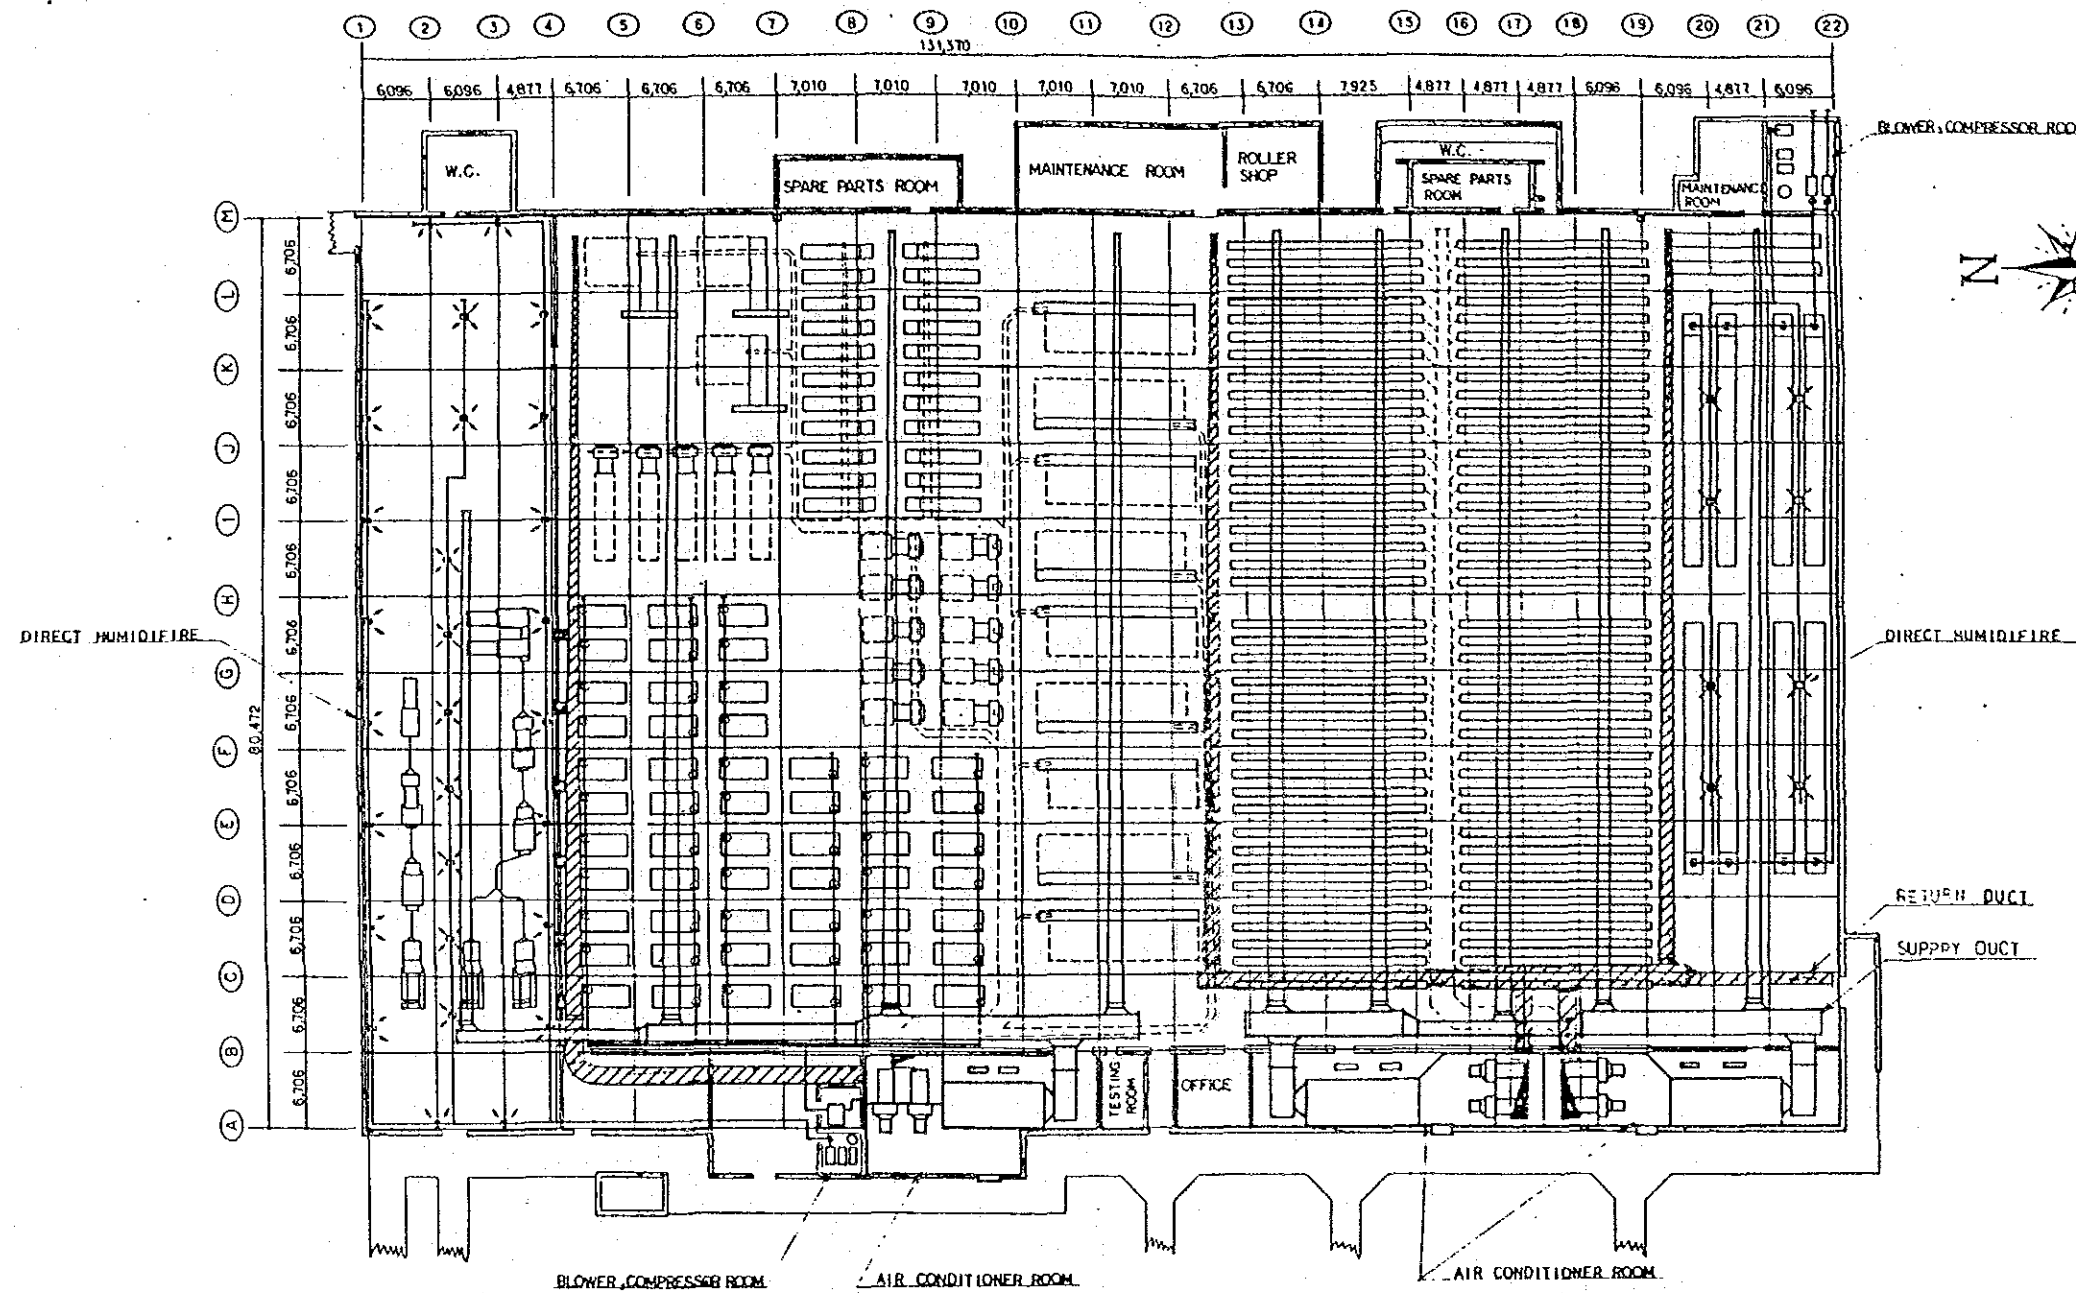 1 2 3 4 5 6 7 8 9 10 11 12 13 14 15 16 17 18 19 20 21 22
131,370
6,096 6,096 4,877 6,706 6,706 6,706 7,010 7,010 7,010 7,010 7,010 6,706 6,706 7,925 4,877 4,877 4,877 6,096 6,096 4,877 6,096
BLOWER,COMPRESSOR ROO
W.C.
SPARE PARTS ROOM
MAINTENANCE ROOM
ROLLER
SHOP
W.C.
SPARE PARTS
ROOM
MAINTENANCE
ROOM
N
M
6,706
L
6,706
K
6,706
J
6,706
I
6,706
H
6,706
G
6,706
F
6,706
E
6,706
D
6,706
C
6,706
B
6,706
A
80,472
DIRECT HUMIDIFIRE
DIRECT HUMIDIFIRE
RETURN DUCT
SUPPRY DUCT
TESTING
ROOM
OFFICE
BLOWER,COMPRESSOR ROOM
AIR CONDITIONER ROOM
AIR CONDITIONER ROOM